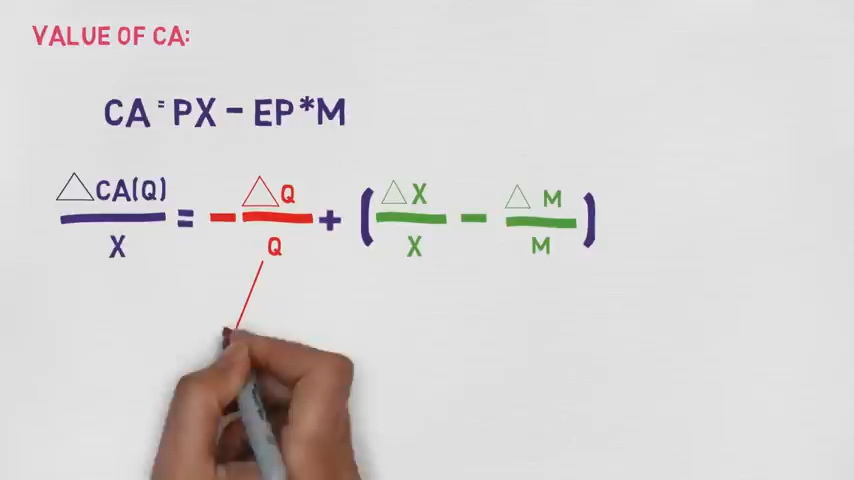 VALUE OF CA:
CA = PX - EP*M
△CA(Q) / X = - △Q / Q + ( △X / X - △M / M )